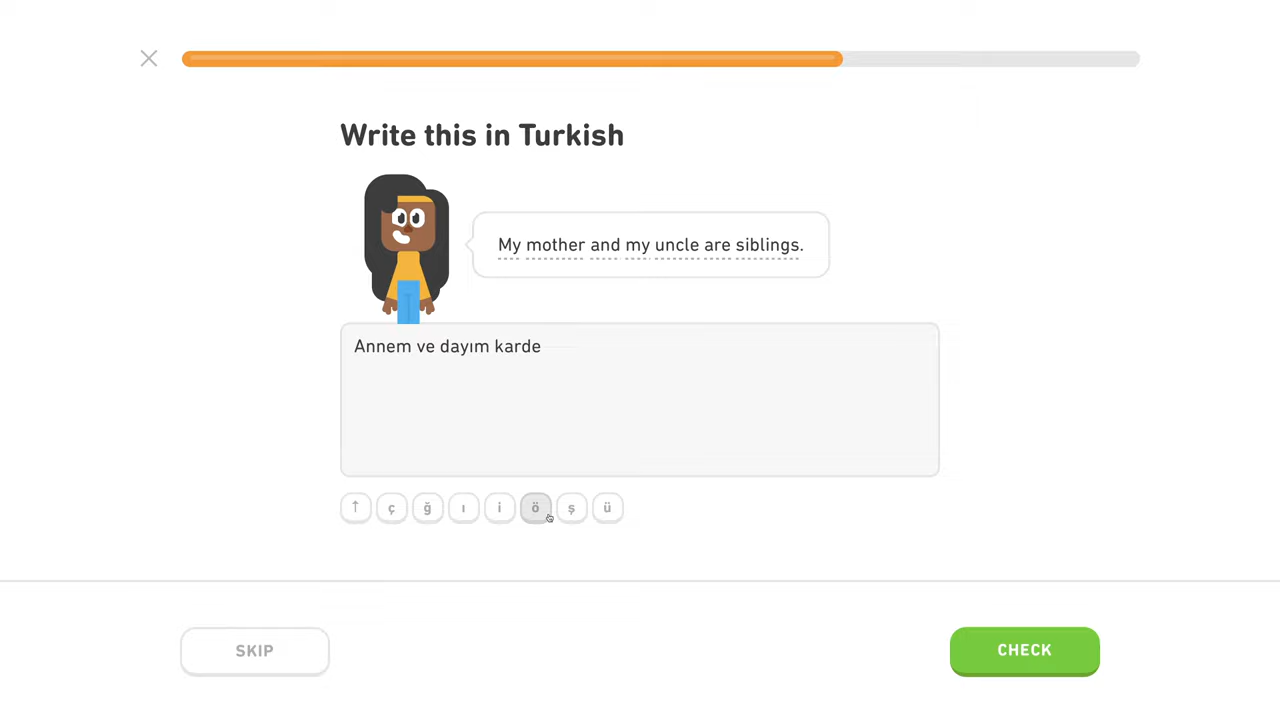 Write this in Turkish
My mother and my uncle are siblings.
Annem ve dayım karde
↑ ç ğ ı i ö ş ü
SKIP
CHECK